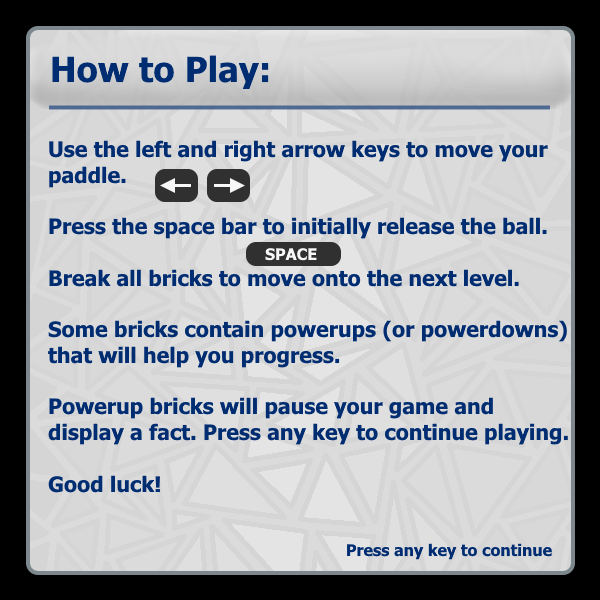 How to Play:
Use the left and right arrow keys to move your
paddle.
Press the space bar to initially release the ball.
SPACE
Break all bricks to move onto the next level.
Some bricks contain powerups (or powerdowns)
that will help you progress.
Powerup bricks will pause your game and
display a fact. Press any key to continue playing.
Good luck!
Press any key to continue